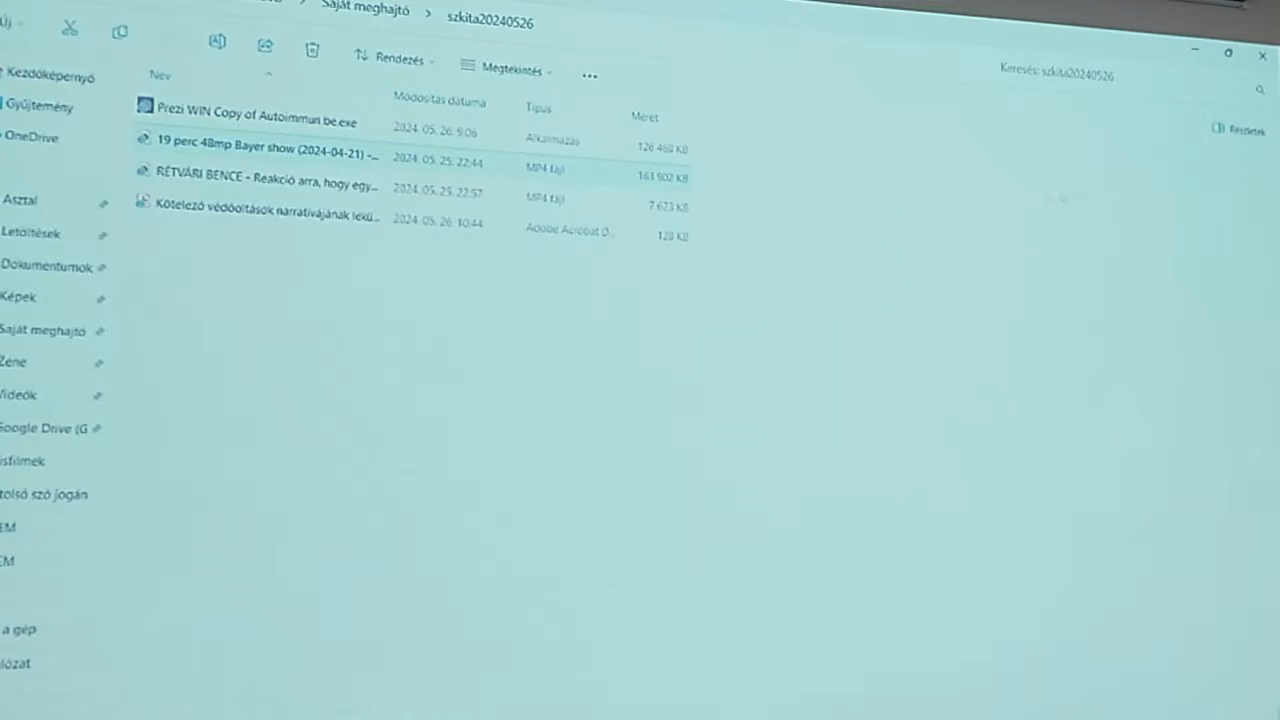 Saját meghajtó > szkita20240526
Új
Rendezés
Megtekintés
...
Keresés: szkita20240526
Részletek
Név
Módosítás dátuma
Típus
Méret
Prezi WIN Copy of Autoimmun be.exe 2024. 05. 26. 9:06 Alkalmazás 126 460 KB
19 perc 48mp Bayer show (2024-04-21) -... 2024. 05. 25. 22:44 MP4 fájl 163 902 KB
RÉTVÁRI BENCE - Reakció arra, hogy egy... 2024. 05. 25. 22:57 MP4 fájl 7 623 KB
Kötelező védőoltások narratívájának lekü... 2024. 05. 26. 10:44 Adobe Acrobat D... 128 KB
Kezdőképernyő
Gyűjtemény
OneDrive
Asztal
Letöltések
Dokumentumok
Képek
Saját meghajtó
Zene
Videók
Google Drive (G
isfilmek
tolsó szó jogán
EM
EM
a gép
lózat